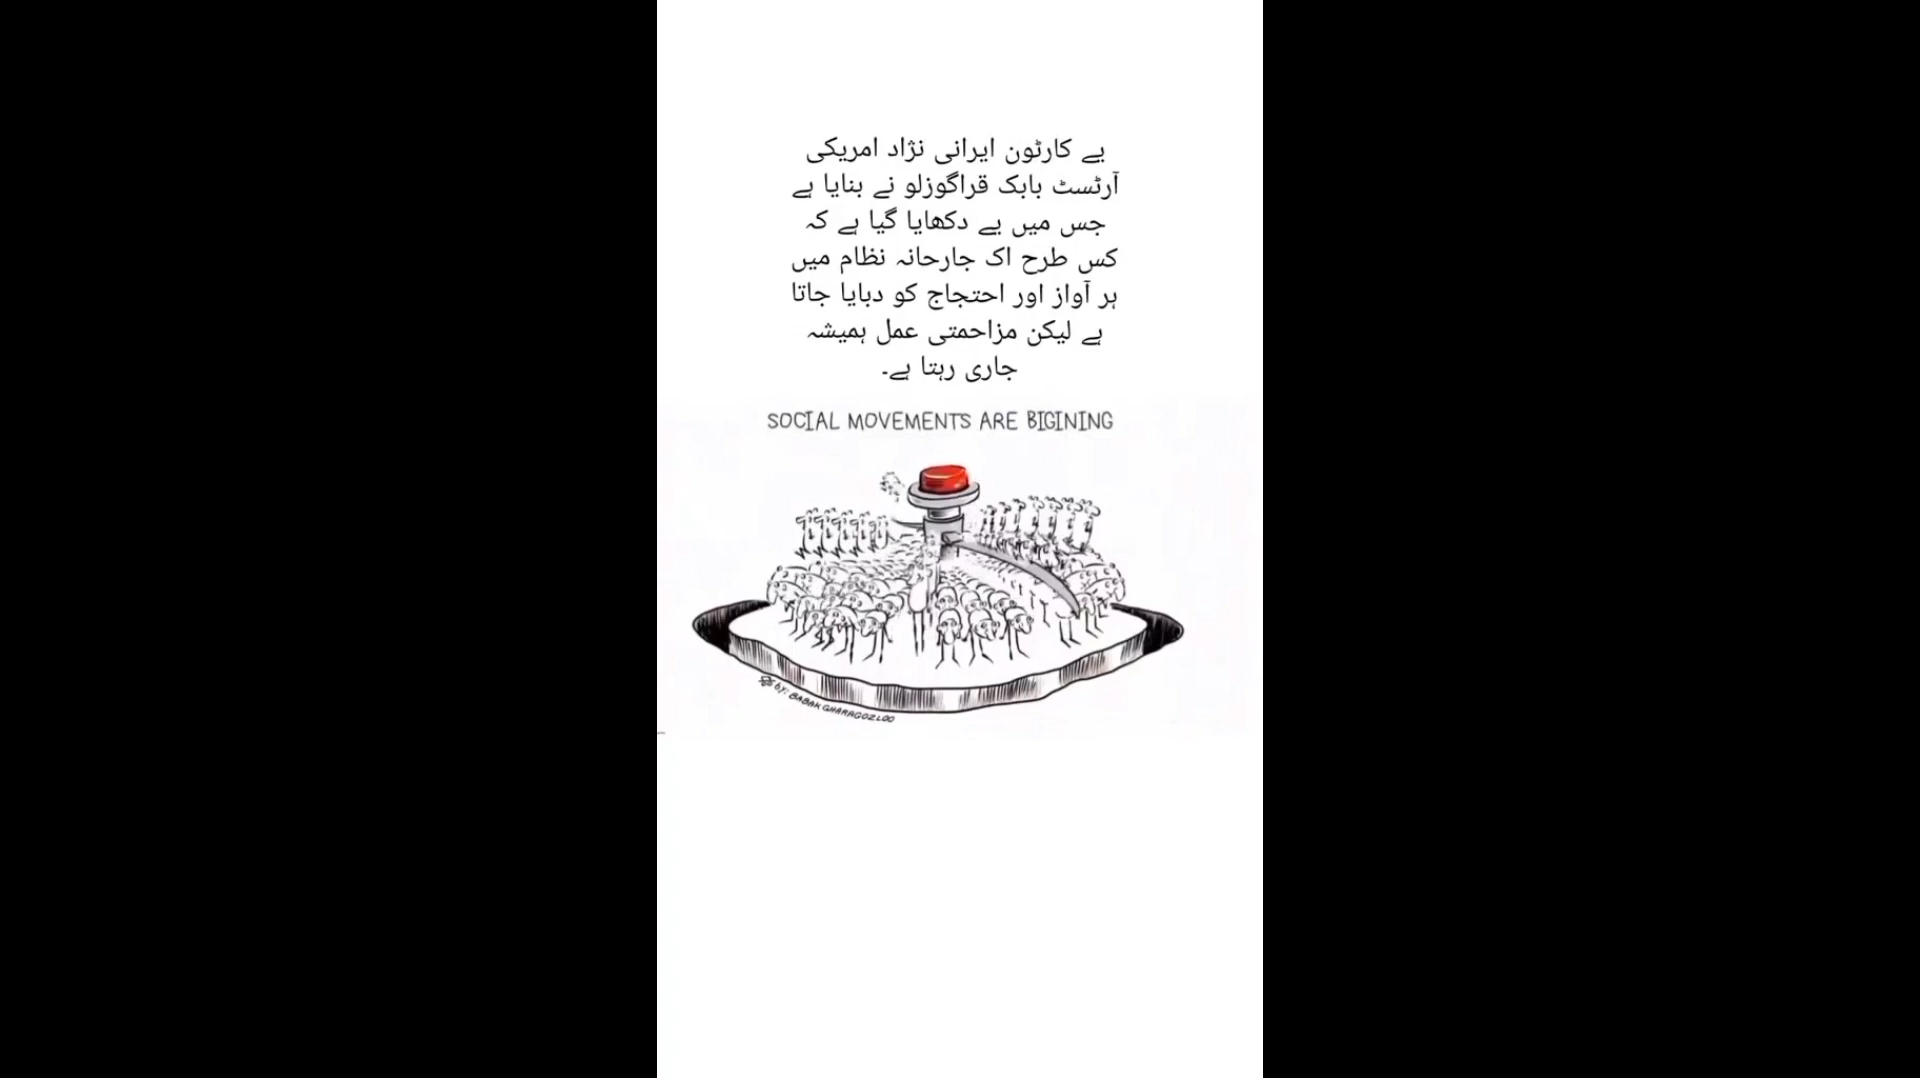 یے کارٹون ایرانی نژاد امریکی
آرٹسٹ بابک قراگوزلو نے بنایا ہے
جس میں یے دکھایا گیا ہے کہ
کس طرح اک جارحانہ نظام میں
ہر آواز اور احتجاج کو دبایا جاتا
ہے لیکن مزاحمتی عمل ہمیشہ
جاری رہتا ہے۔
SOCIAL MOVEMENTS ARE BIGINING
by: BABAK GHARAGOZLOO